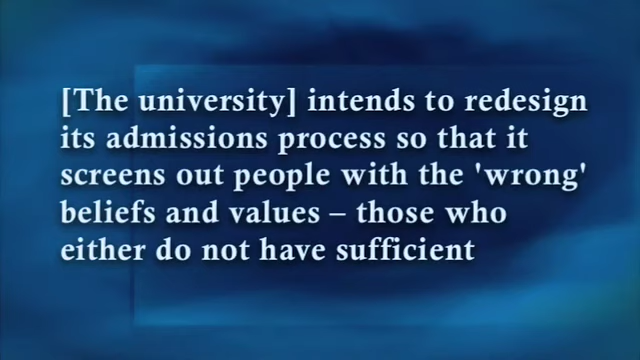 [The university] intends to redesign
its admissions process so that it
screens out people with the 'wrong'
beliefs and values – those who
either do not have sufficient